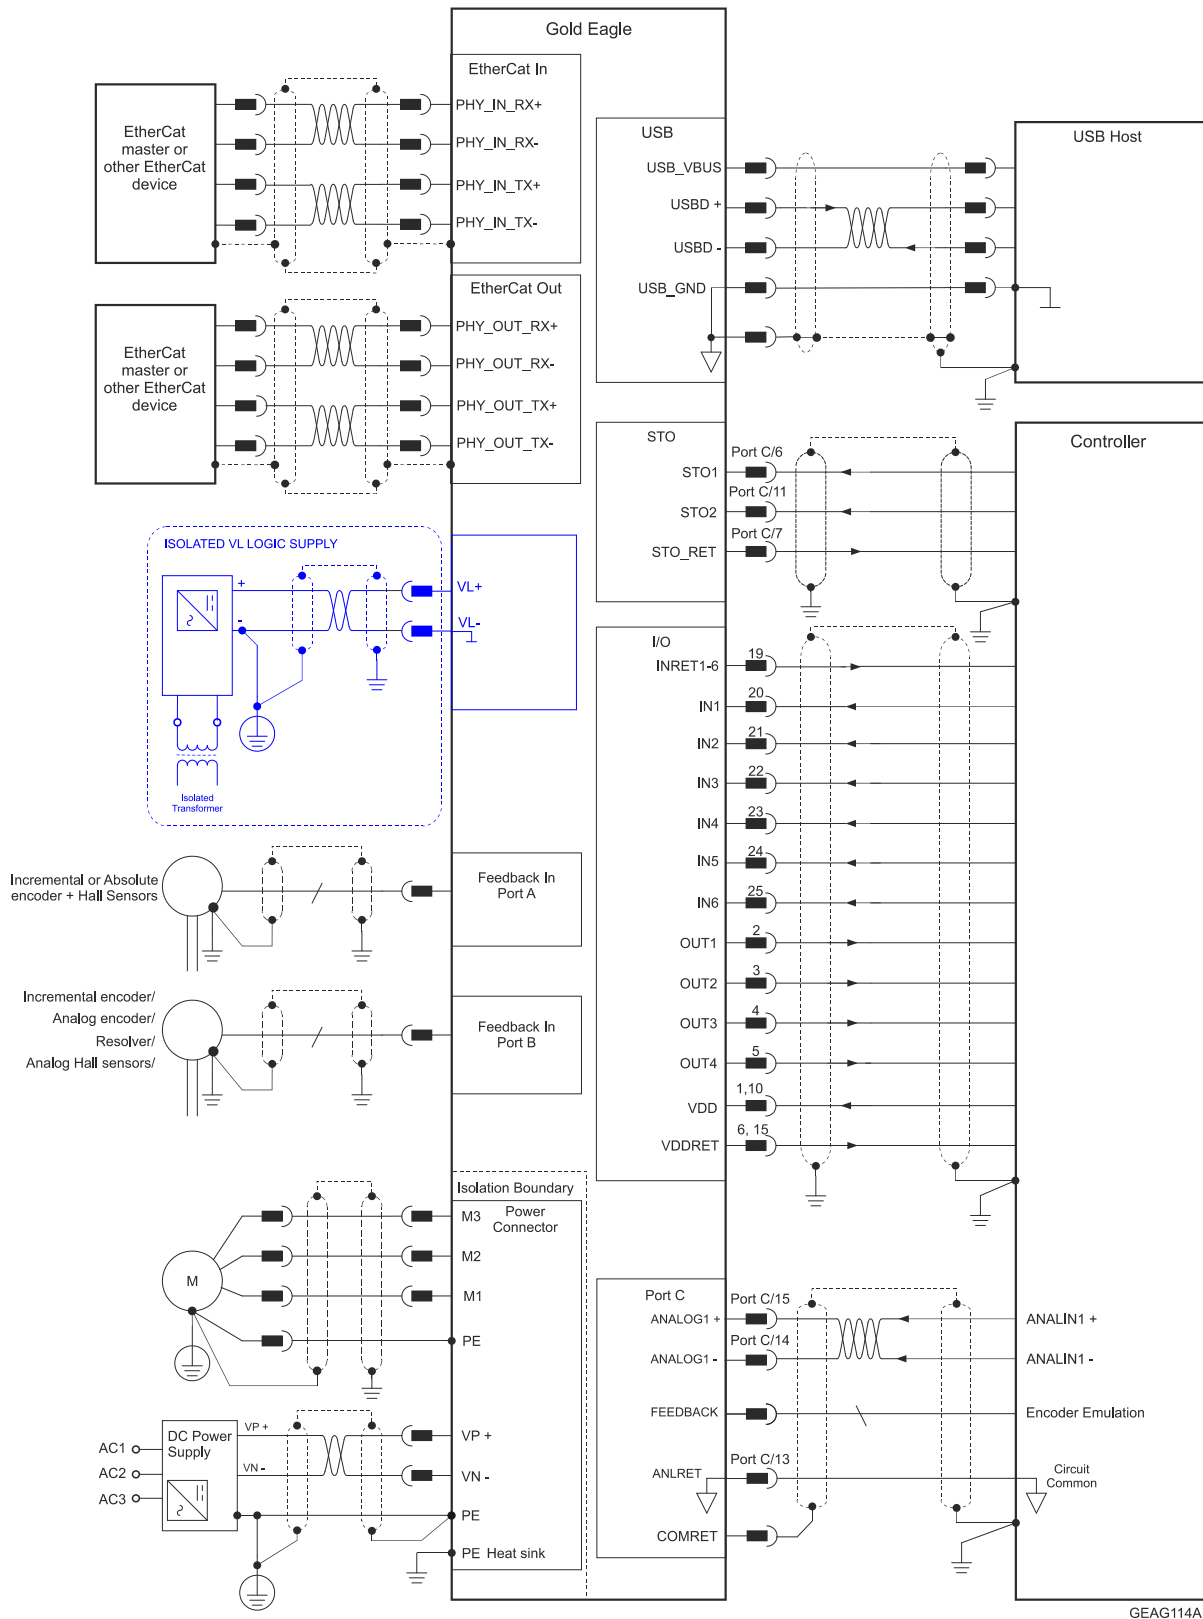 Gold Eagle
EtherCat In
PHY_IN_RX+
PHY_IN_RX-
PHY_IN_TX+
PHY_IN_TX-
EtherCat
master or
other EtherCat
device
EtherCat Out
PHY_OUT_RX+
PHY_OUT_RX-
PHY_OUT_TX+
PHY_OUT_TX-
EtherCat
master or
other EtherCat
device
ISOLATED VL LOGIC SUPPLY
+
-
VL+
VL-
Isolated
Transformer
Incremental or Absolute
encoder + Hall Sensors
Feedback In
Port A
Incremental encoder/
Analog encoder/
Resolver/
Analog Hall sensors/
Feedback In
Port B
Isolation Boundary
Power
Connector
M3
M2
M1
PE
M
DC Power
Supply
AC1
AC2
AC3
VP +
VN -
VP +
VN -
PE
PE Heat sink
USB
USB_VBUS
USBD +
USBD -
USB_GND
USB Host
STO
STO1
STO2
STO_RET
Port C/6
Port C/11
Port C/7
Controller
I/O
INRET1-6
19
IN1
20
IN2
21
IN3
22
IN4
23
IN5
24
IN6
25
OUT1
2
OUT2
3
OUT3
4
OUT4
5
VDD
1,10
VDDRET
6, 15
Port C
ANALOG1 +
Port C/15
ANALOG1 -
Port C/14
FEEDBACK
ANLRET
Port C/13
COMRET
ANALIN1 +
ANALIN1 -
Encoder Emulation
Circuit
Common
GEAG114A